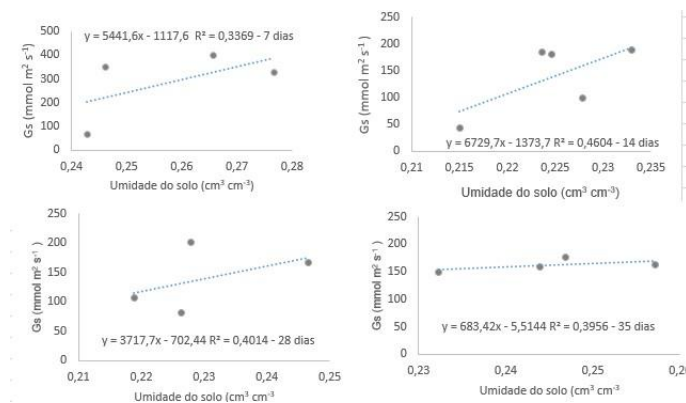 y = 5441,6x - 1117,6 R² = 0,3369 - 7 dias
500
400
300
200
100
0
Gs (mmol m² s⁻¹)
0,24 0,25 0,26 0,27 0,28
Umidade do solo (cm³ cm⁻³)
250
200
150
100
50
0
Gs (mmol m² s⁻¹)
y = 6729,7x - 1373,7 R² = 0,4604 - 14 dias
0,21 0,215 0,22 0,225 0,23 0,235
Umidade do solo (cm³ cm⁻³)
250
200
150
100
50
0
Gs (mmol m² s⁻¹)
y = 3717,7x - 702,44 R² = 0,4014 - 28 dias
0,21 0,22 0,23 0,24 0,25
Umidade do solo (cm³ cm⁻³)
250
200
150
100
50
0
Gs (mmol m² s⁻¹)
y = 683,42x - 5,5144 R² = 0,3956 - 35 dias
0,23 0,24 0,25
Umidade do solo (cm³ cm⁻³)